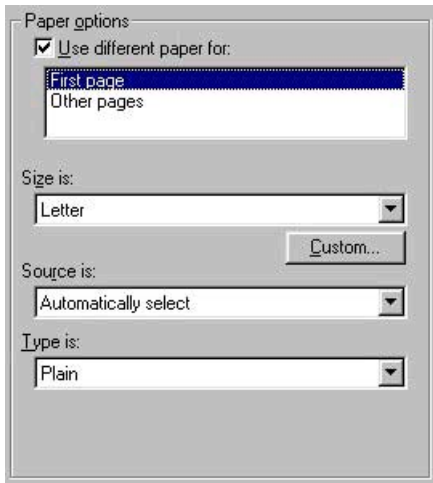 Paper options
Use different paper for:
First page
Other pages
Size is:
Letter
Custom...
Source is:
Automatically select
Type is:
Plain